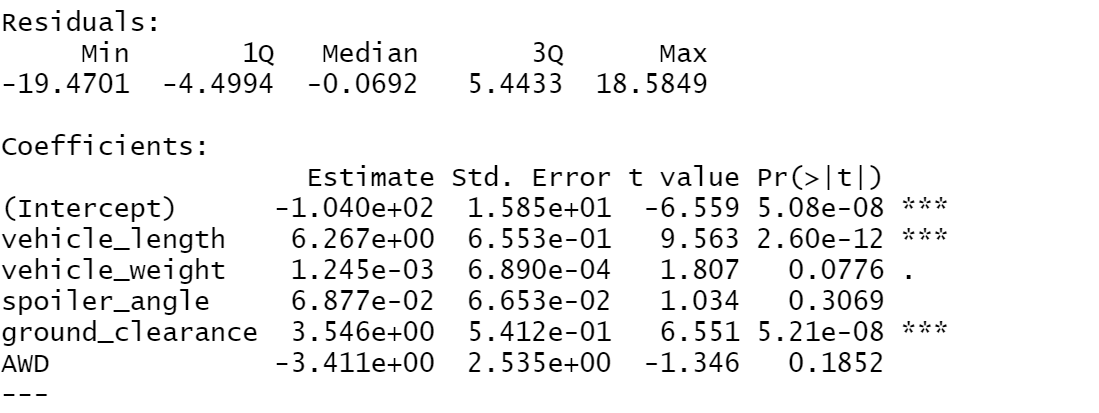 Residuals:
     Min       1Q   Median       3Q      Max
-19.4701  -4.4994  -0.0692   5.4433  18.5849
Coefficients:
                   Estimate Std. Error t value Pr(>|t|)
(Intercept)      -1.040e+02  1.585e+01  -6.559 5.08e-08 ***
vehicle_length    6.267e+00  6.553e-01   9.563 2.60e-12 ***
vehicle_weight    1.245e-03  6.890e-04   1.807   0.0776 .
spoiler_angle     6.877e-02  6.653e-02   1.034   0.3069
ground_clearance  3.546e+00  5.412e-01   6.551 5.21e-08 ***
AWD              -3.411e+00  2.535e+00  -1.346   0.1852
---